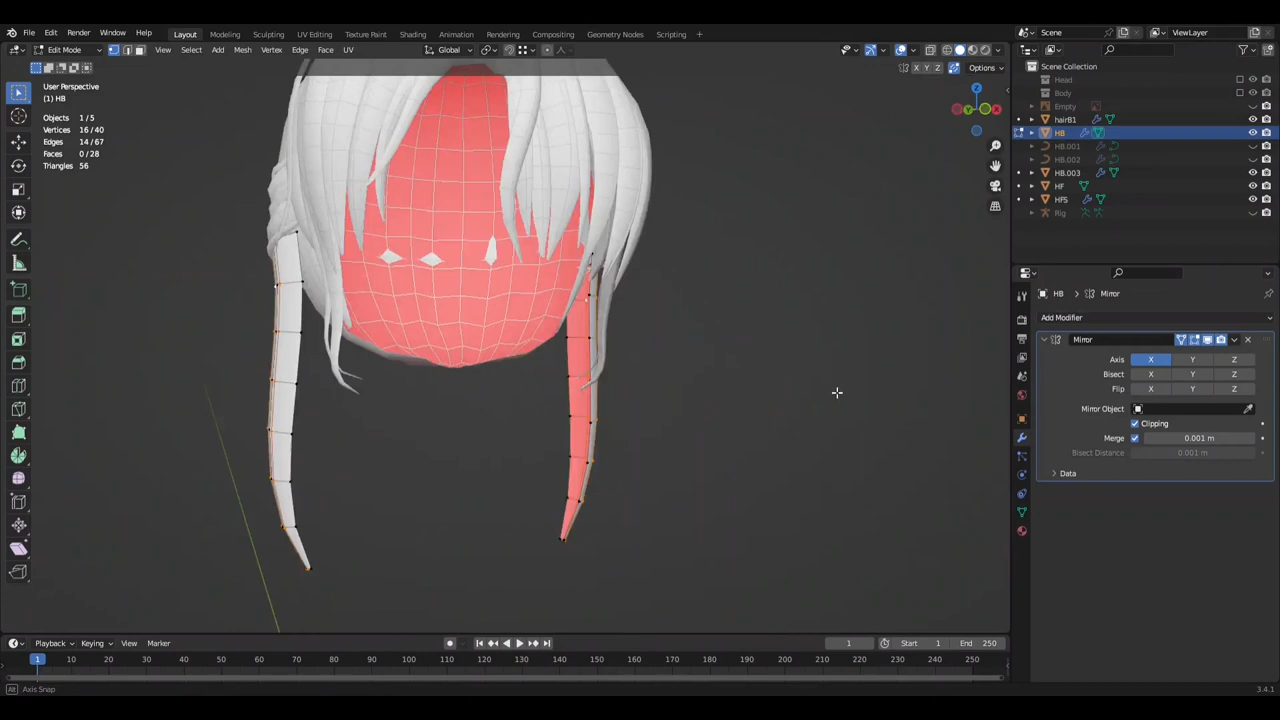 File Edit Render Window Help Layout Modeling Sculpting UV Editing Texture Paint Shading Animation Rendering Compositing Geometry Nodes Scripting
Scene ViewLayer
Edit Mode View Select Add Mesh Vertex Edge Face UV Global
X Y Z Options
User Perspective
(1) HB
Objects 1/5
Vertices 16/40
Edges 14/67
Faces 0/28
Triangles 56
X
Y
Z
Scene Collection
Head
Body
Empty
hairB1
HB
HB.001
HB.002
HB.003
HF
HFS
Rig
HB > Mirror
Add Modifier
Mirror
Axis X Y Z
Bisect X Y Z
Flip X Y Z
Mirror Object
Clipping
Merge 0.001 m
Bisect Distance 0.001 m
Data
Playback Keying View Marker 1 Start 1 End 250
1 10 20 30 40 50 60 70 80 90 100 110 120 130 140 150 160 170 180 190 200 210 220 230 240 250
Alt Axis Snap 3.4.1